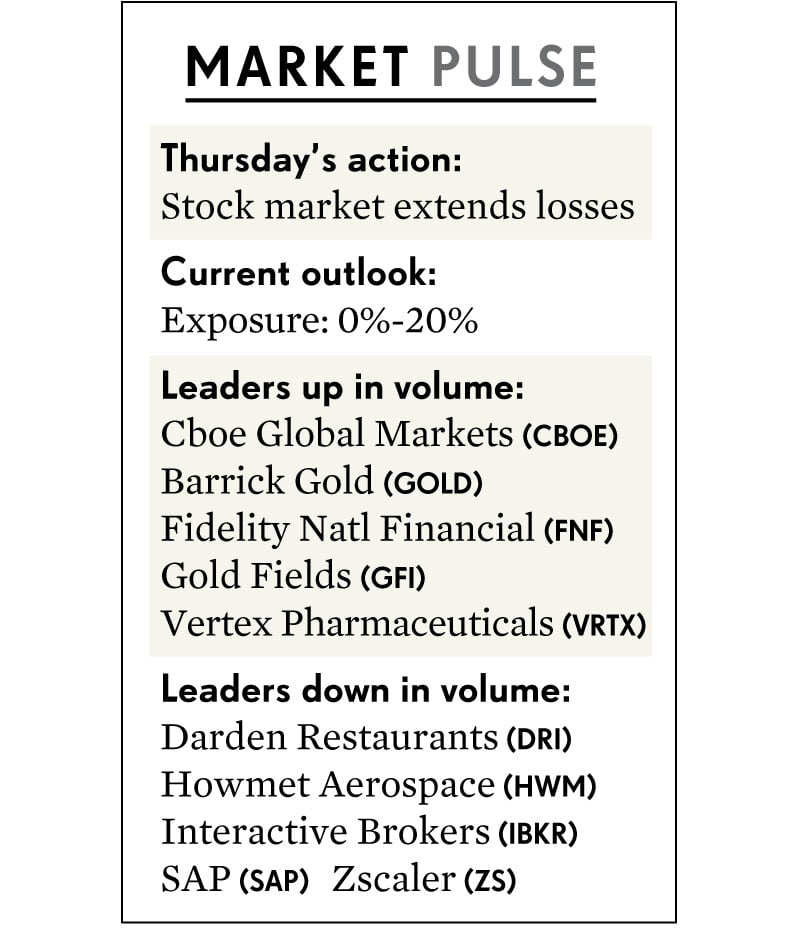 MARKET PULSE
Thursday’s action:
Stock market extends losses
Current outlook:
Exposure: 0%-20%
Leaders up in volume:
Cboe Global Markets (CBOE)
Barrick Gold (GOLD)
Fidelity Natl Financial (FNF)
Gold Fields (GFI)
Vertex Pharmaceuticals (VRTX)
Leaders down in volume:
Darden Restaurants (DRI)
Howmet Aerospace (HWM)
Interactive Brokers (IBKR)
SAP (SAP) Zscaler (ZS)